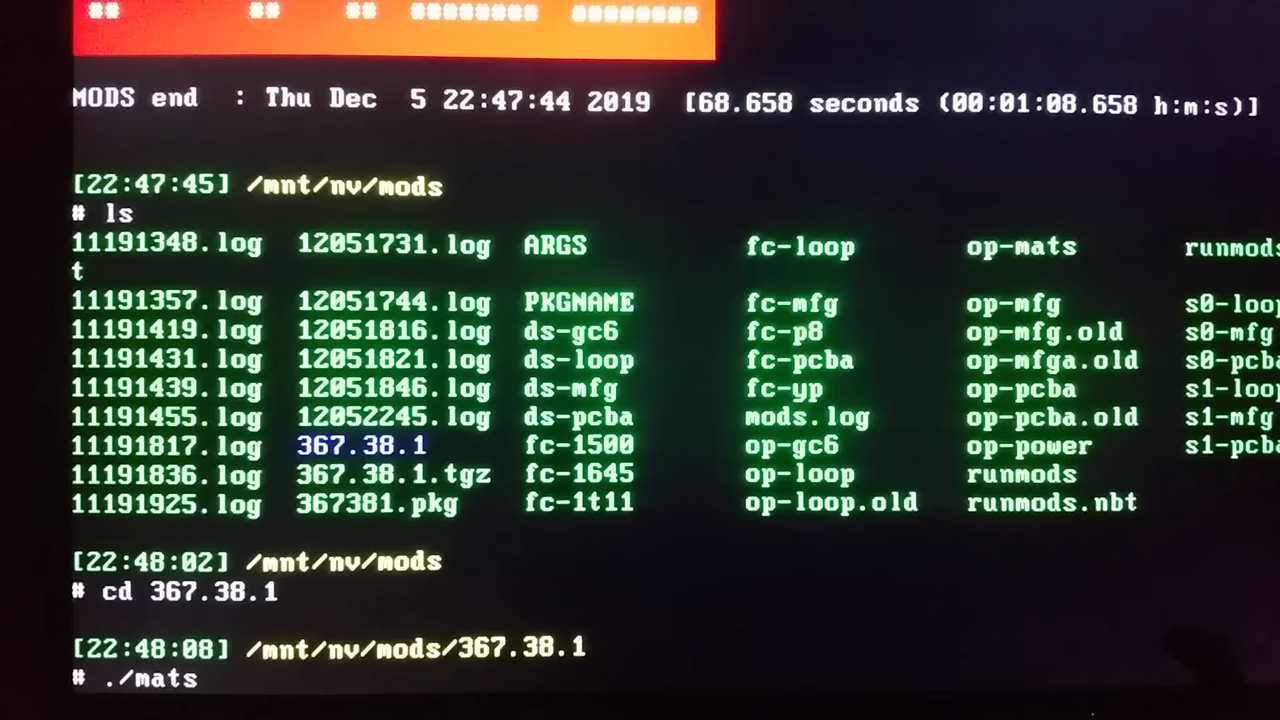 ## ## ## ######## ########
MODS end : Thu Dec 5 22:47:44 2019 [68.658 seconds (00:01:08.658 h:m:s)]
[22:47:45] /mnt/nv/mods
# ls
11191348.log 12051731.log ARGS fc-loop op-mats runmods
t
11191357.log 12051744.log PKGNAME fc-mfg op-mfg s0-loop
11191419.log 12051816.log ds-gc6 fc-p8 op-mfg.old s0-mfg
11191431.log 12051821.log ds-loop fc-pcba op-mfga.old s0-pcba
11191439.log 12051846.log ds-mfg fc-yp op-pcba s1-loop
11191455.log 12052245.log ds-pcba mods.log op-pcba.old s1-mfg
11191817.log 367.38.1 fc-1500 op-gc6 op-power s1-pcba
11191836.log 367.38.1.tgz fc-1645 op-loop runmods
11191925.log 367381.pkg fc-1t11 op-loop.old runmods.nbt
[22:48:02] /mnt/nv/mods
# cd 367.38.1
[22:48:08] /mnt/nv/mods/367.38.1
# ./mats